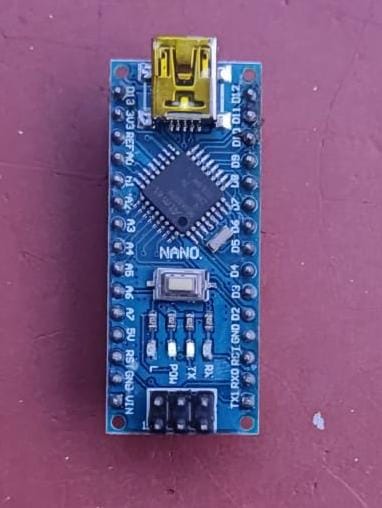 D13
3V3
REF
A0
A1
A2
A3
A4
A5
A6
A7
5V
RST
GND
VIN
D12
D11
D10
D9
D8
D7
D6
D5
D4
D3
D2
GND
RST
RX0
TX1
NANO.
L
POW
TX
RX
1